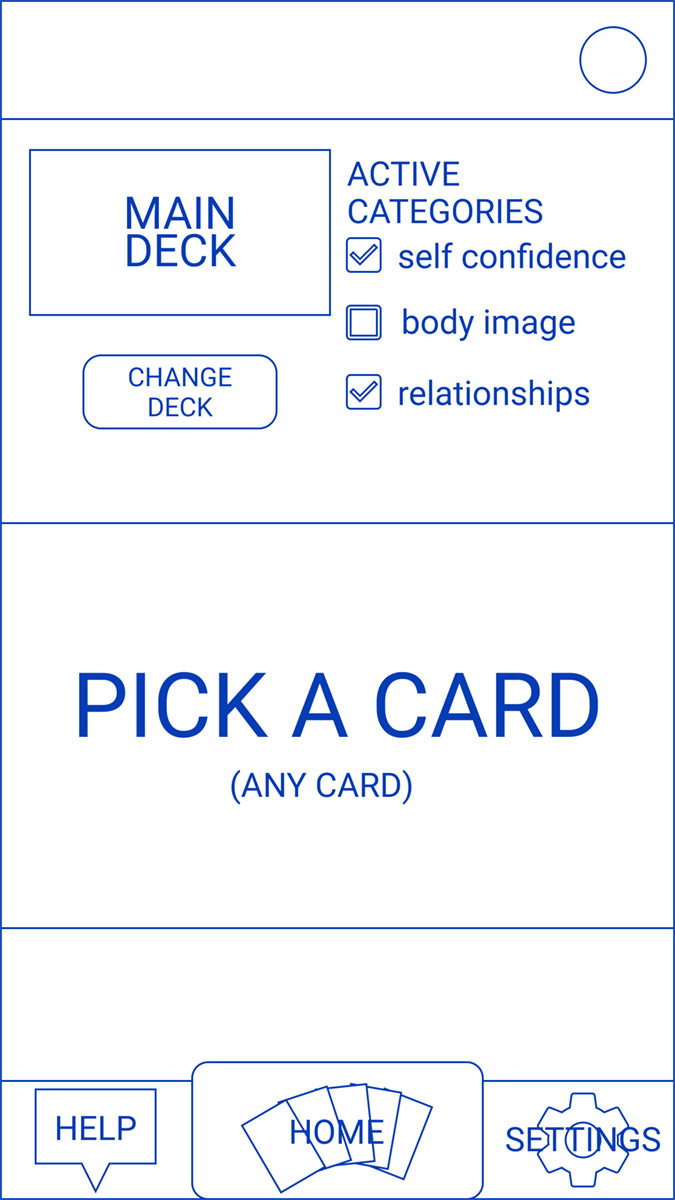 MAIN
DECK
CHANGE
DECK
ACTIVE
CATEGORIES
self confidence
body image
relationships
PICK A CARD
(ANY CARD)
HELP
HOME
SETTINGS